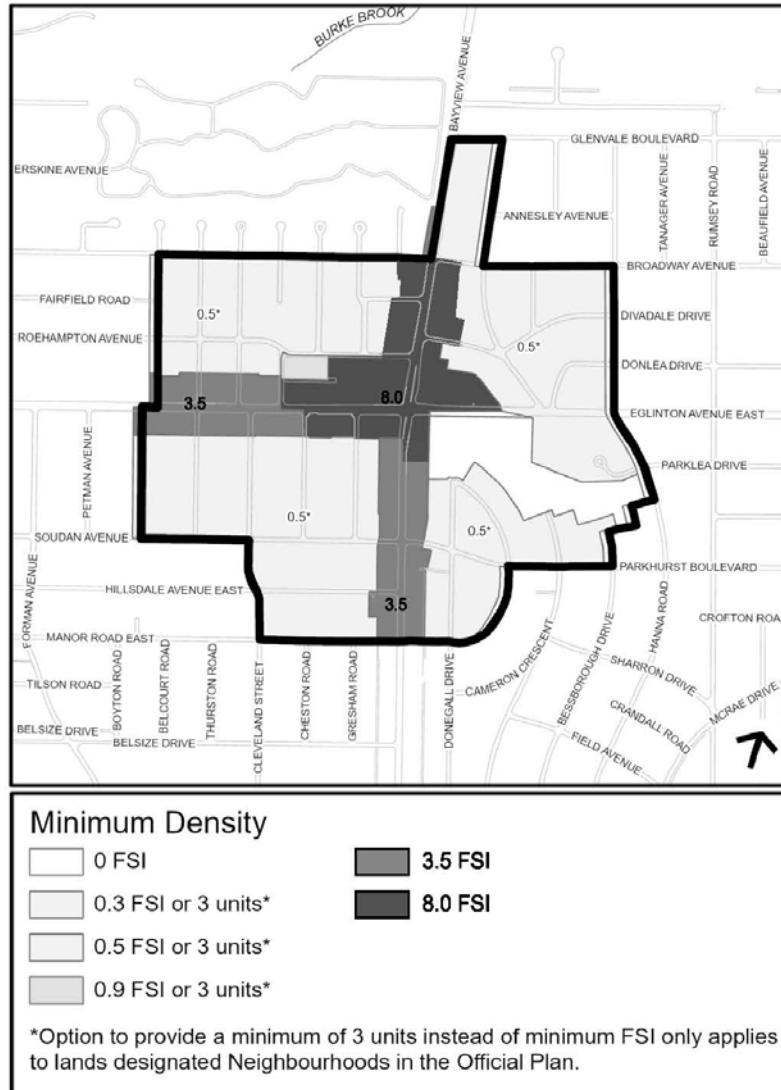 BURKE BROOK
BAYVIEW AVENUE
GLENVALE BOULEVARD
ERSKINE AVENUE
TANAGER AVENUE
RUMSEY ROAD
BEAUFIELD AVENUE
ANNESLEY AVENUE
BROADWAY AVENUE
FAIRFIELD ROAD
0.5*
DIVADALE DRIVE
ROEHAMPTON AVENUE
0.5*
DONLEA DRIVE
3.5
8.0
EGLINTON AVENUE EAST
PETMAN AVENUE
PARKLEA DRIVE
0.5*
0.5*
SOUDAN AVENUE
PARKHURST BOULEVARD
FORMAN AVENUE
HILLSDALE AVENUE EAST
3.5
HANNA ROAD
CROFTON ROA
MANOR ROAD EAST
BOYTON ROAD
BELCOURT ROAD
THURSTON ROAD
CLEVELAND STREET
CHESTON ROAD
GRESHAM ROAD
DONEGALL DRIVE
CAMERON CRESCENT
BESSBOROUGH DRIVE
SHARRON DRIVE
TILSON ROAD
CRANDALL ROAD
MCRAE DRIVE
BELSIZE DRIVE
BELSIZE DRIVE
FIELD AVENUE
Minimum Density
0 FSI
3.5 FSI
0.3 FSI or 3 units*
8.0 FSI
0.5 FSI or 3 units*
0.9 FSI or 3 units*
*Option to provide a minimum of 3 units instead of minimum FSI only applies
to lands designated Neighbourhoods in the Official Plan.